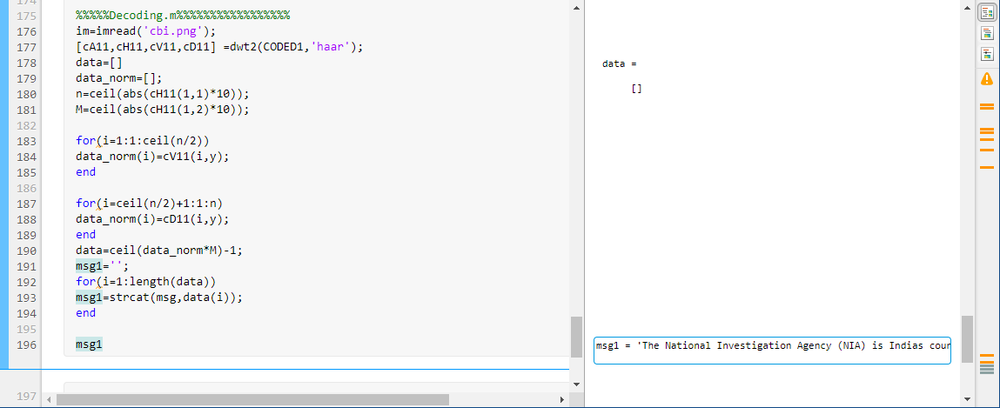 174
175 %%%%%Decoding.m%%%%%%%%%%%%%%%%%
176 im=imread('cbi.png');
177 [cA11,cH11,cV11,cD11] =dwt2(CODED1,'haar');
178 data=[]
179 data_norm=[];
180 n=ceil(abs(cH11(1,1)*10));
181 M=ceil(abs(cH11(1,2)*10));
182
183 for(i=1:1:ceil(n/2))
184 data_norm(i)=cV11(i,y);
185 end
186
187 for(i=ceil(n/2)+1:1:n)
188 data_norm(i)=cD11(i,y);
189 end
190 data=ceil(data_norm*M)-1;
191 msg1='';
192 for(i=1:length(data))
193 msg1=strcat(msg,data(i));
194 end
195
196 msg1
197
data =
[]
msg1 = 'The National Investigation Agency (NIA) is Indias cour